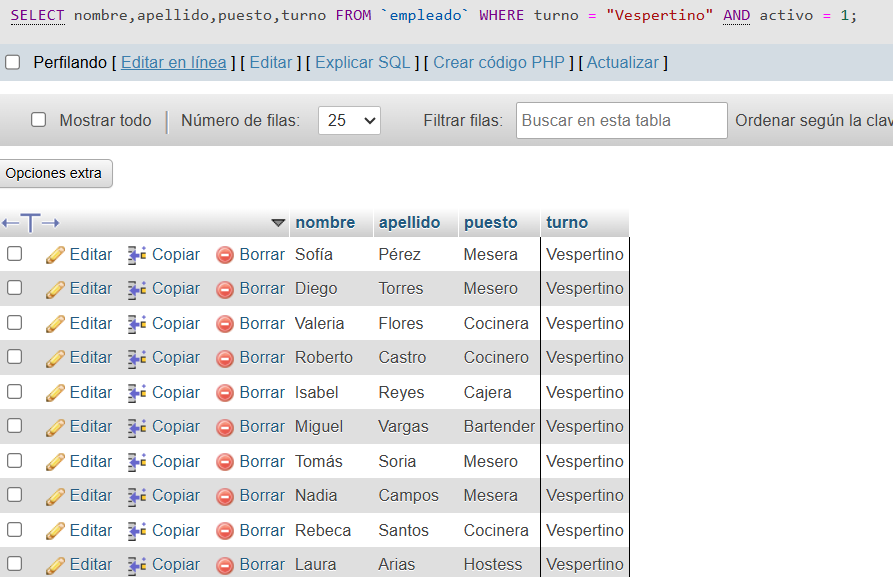 SELECT nombre,apellido,puesto,turno FROM `empleado` WHERE turno = "Vespertino" AND activo = 1;
Perfilando [ Editar en línea ] [ Editar ] [ Explicar SQL ] [ Crear código PHP ] [ Actualizar ]
Mostrar todo Número de filas: 25 Filtrar filas: Buscar en esta tabla Ordenar según la clav
Opciones extra
←T→ nombre apellido puesto turno
Editar Copiar Borrar Sofía Pérez Mesera Vespertino
Editar Copiar Borrar Diego Torres Mesero Vespertino
Editar Copiar Borrar Valeria Flores Cocinera Vespertino
Editar Copiar Borrar Roberto Castro Cocinero Vespertino
Editar Copiar Borrar Isabel Reyes Cajera Vespertino
Editar Copiar Borrar Miguel Vargas Bartender Vespertino
Editar Copiar Borrar Tomás Soria Mesero Vespertino
Editar Copiar Borrar Nadia Campos Mesera Vespertino
Editar Copiar Borrar Rebeca Santos Cocinera Vespertino
Editar Copiar Borrar Laura Arias Hostess Vespertino